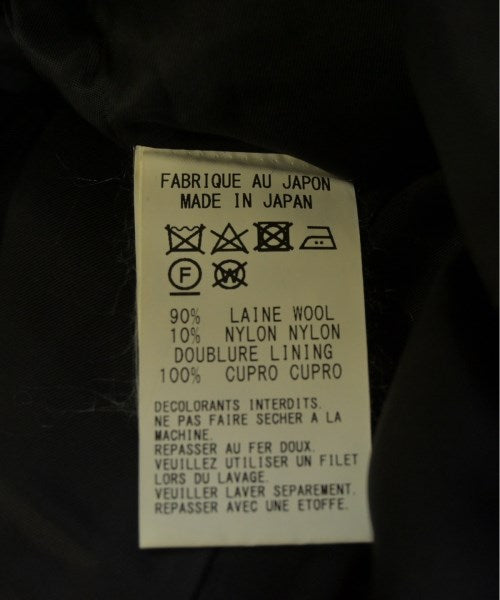 FABRIQUE AU JAPON
MADE IN JAPAN
F W
90% LAINE WOOL
10% NYLON NYLON
DOUBLURE LINING
100% CUPRO CUPRO
DECOLORANTS INTERDITS.
NE PAS FAIRE SECHER A LA
MACHINE.
REPASSER AU FER DOUX.
VEUILLEZ UTILISER UN FILET
LORS DU LAVAGE.
VEUILLER LAVER SEPAREMENT.
REPASSER AVEC UNE ETOFFE.